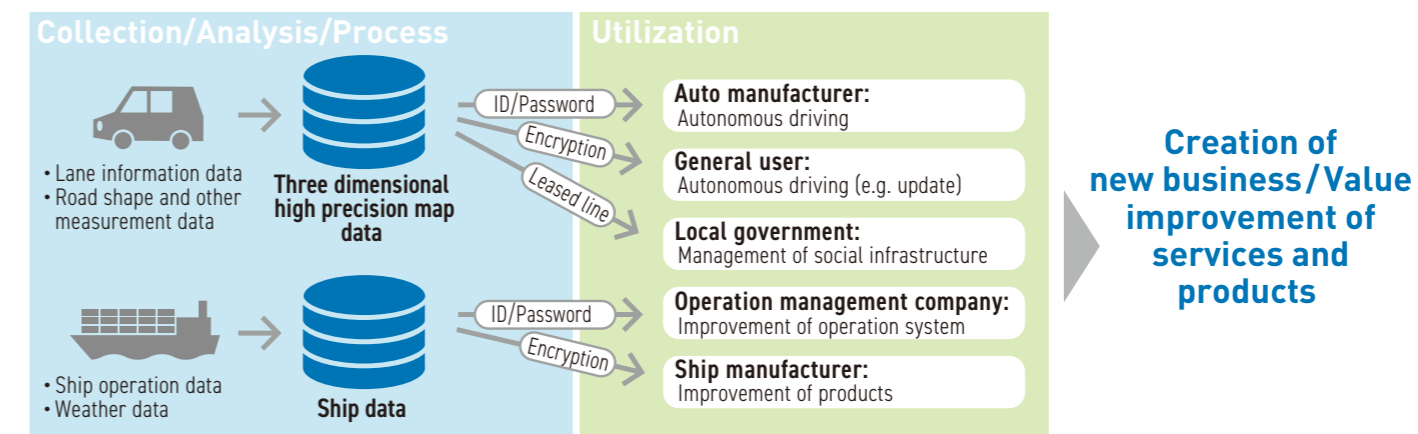 Collection/Analysis/Process
Utilization
• Lane information data
• Road shape and other
measurement data
Three dimensional
high precision map
data
ID/Password
Encryption
Leased line
Auto manufacturer:
Autonomous driving
General user:
Autonomous driving (e.g. update)
Local government:
Management of social infrastructure
• Ship operation data
• Weather data
Ship data
ID/Password
Encryption
Operation management company:
Improvement of operation system
Ship manufacturer:
Improvement of products
Creation of
new business/Value
improvement of
services and
products